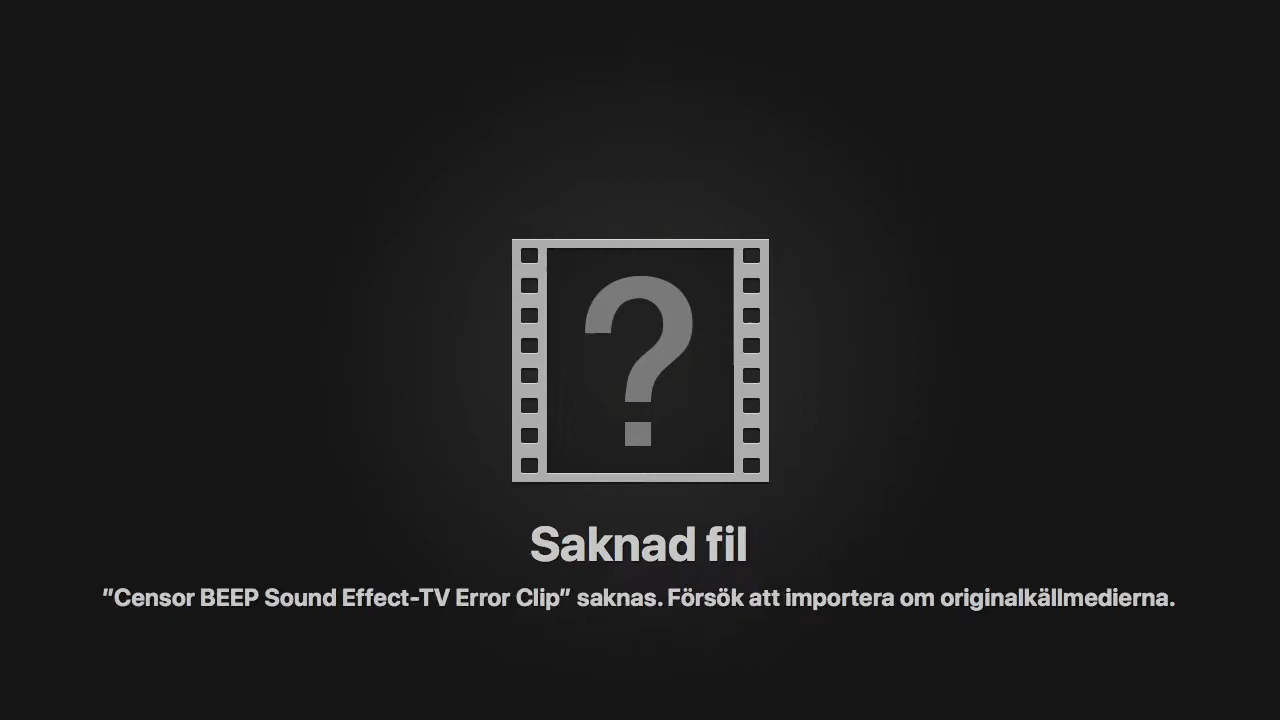 ?
Saknad fil
”Censor BEEP Sound Effect-TV Error Clip” saknas. Försök att importera om originalkällmedierna.